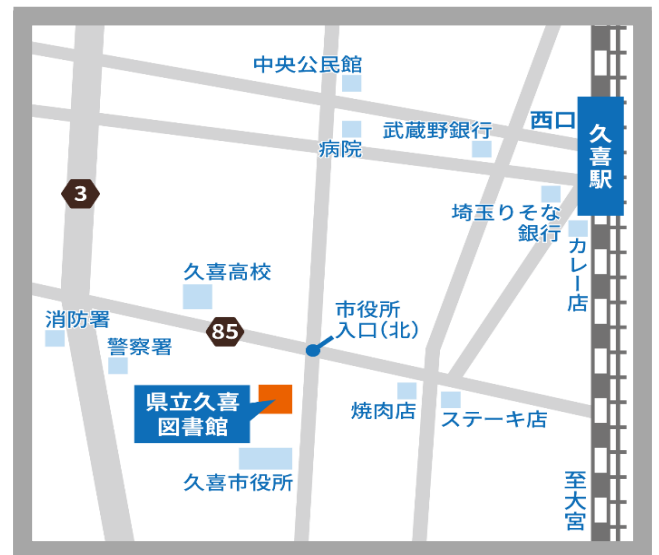 中央公民館
病院
武蔵野銀行
西口
久喜駅
埼玉りそな
銀行
カレー店
3
久喜高校
市役所
入口(北)
消防署
85
警察署
県立久喜
図書館
焼肉店
ステーキ店
久喜市役所
至大宮